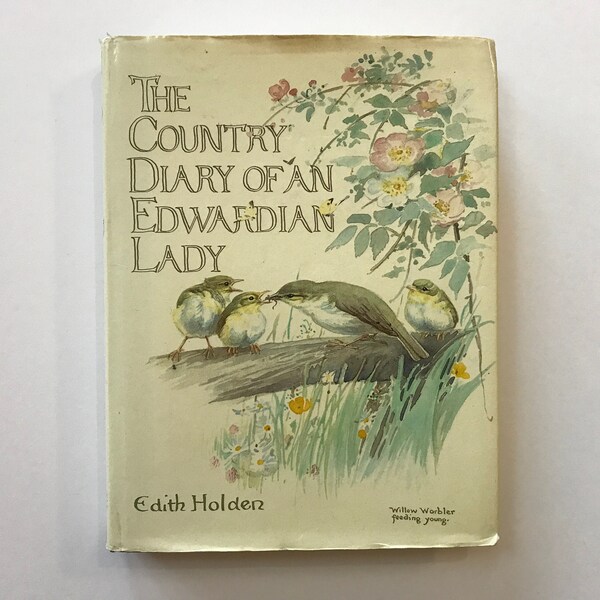 THE
COUNTRY
DIARY OF AN
EDWARDIAN
LADY
Edith Holden
Willow Warbler
feeding young.